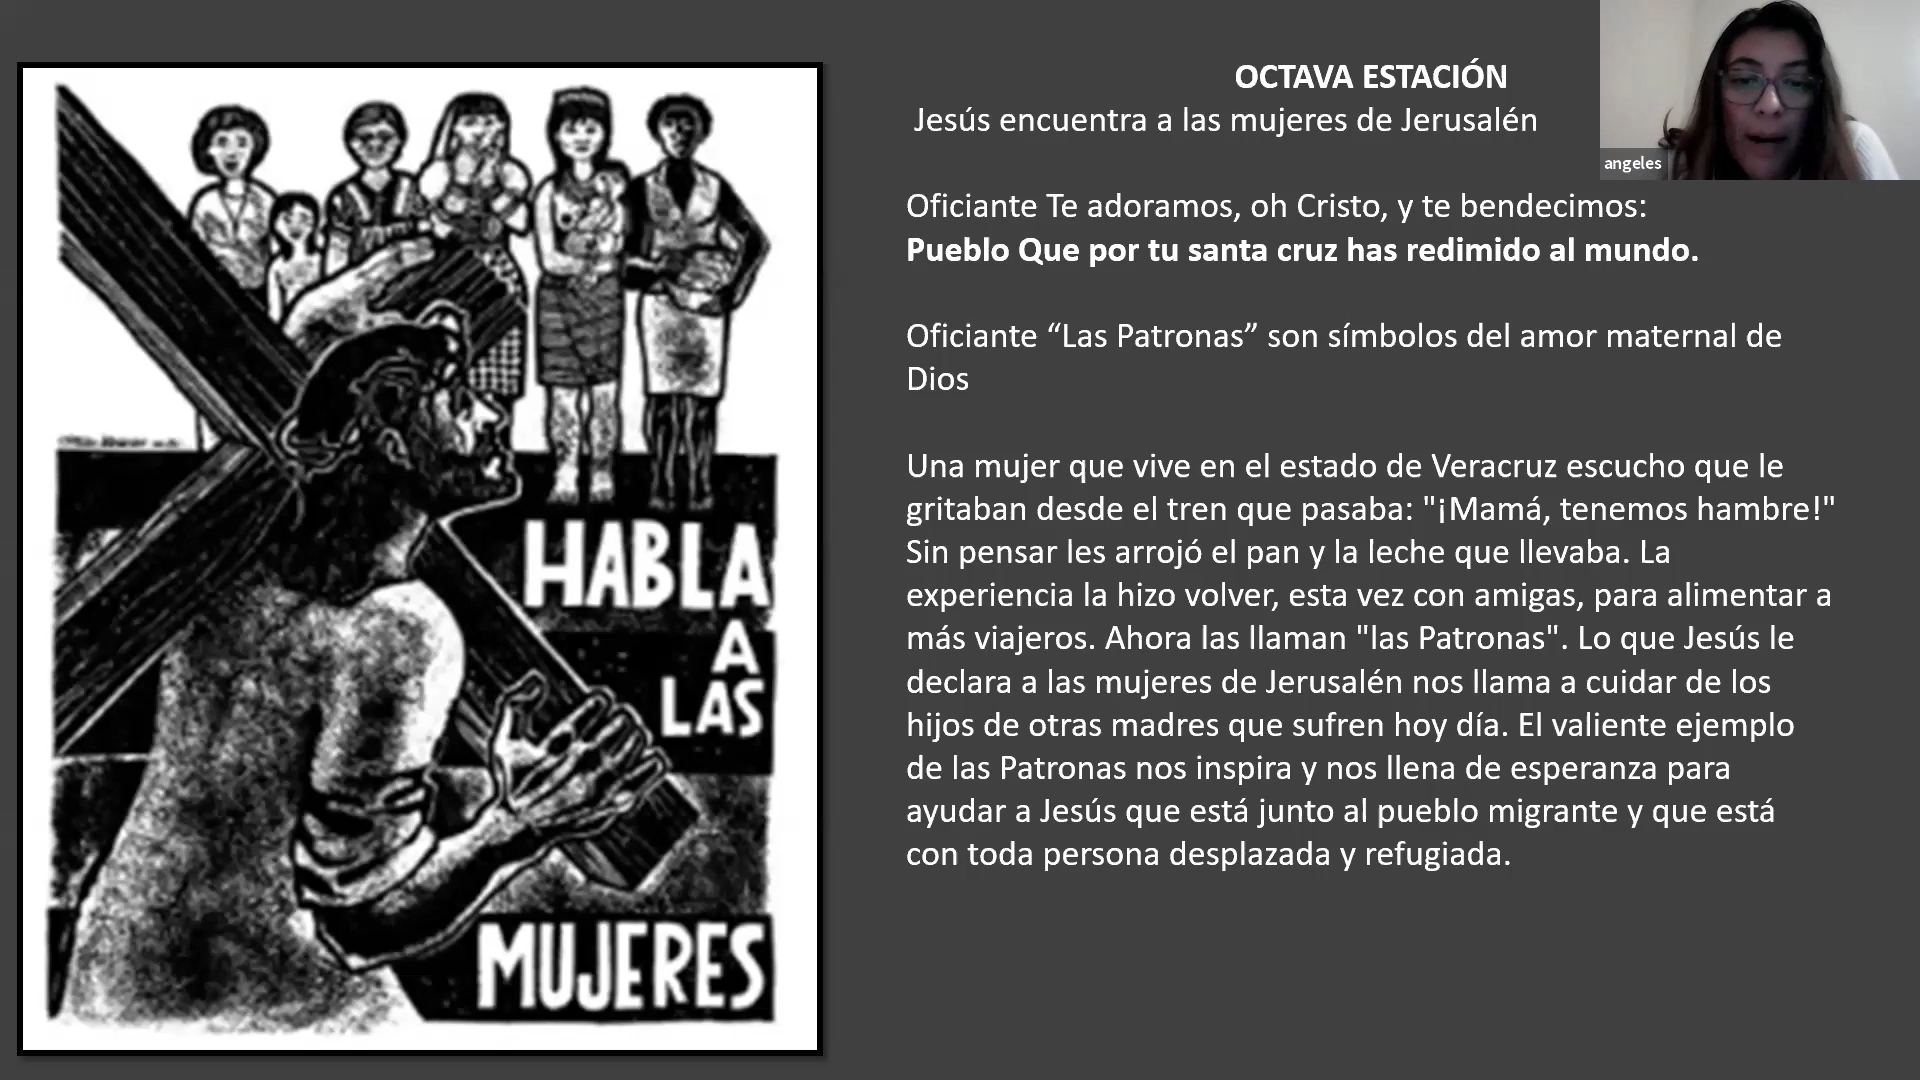 HABLA
A
LAS
MUJERES
OCTAVA ESTACIÓN
Jesús encuentra a las mujeres de Jerusalén
Oficiante Te adoramos, oh Cristo, y te bendecimos:
Pueblo Que por tu santa cruz has redimido al mundo.
Oficiante “Las Patronas” son símbolos del amor maternal de
Dios
Una mujer que vive en el estado de Veracruz escucho que le
gritaban desde el tren que pasaba: "¡Mamá, tenemos hambre!"
Sin pensar les arrojó el pan y la leche que llevaba. La
experiencia la hizo volver, esta vez con amigas, para alimentar a
más viajeros. Ahora las llaman "las Patronas". Lo que Jesús le
declara a las mujeres de Jerusalén nos llama a cuidar de los
hijos de otras madres que sufren hoy día. El valiente ejemplo
de las Patronas nos inspira y nos llena de esperanza para
ayudar a Jesús que está junto al pueblo migrante y que está
con toda persona desplazada y refugiada.
angeles